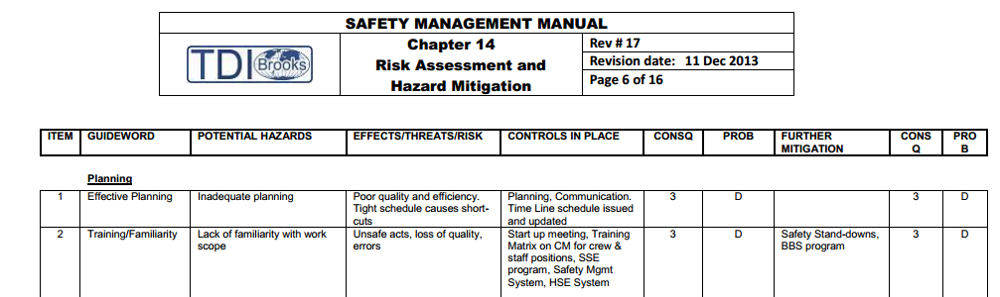 SAFETY MANAGEMENT MANUAL
TDI Brooks
Chapter 14
Risk Assessment and
Hazard Mitigation
Rev # 17
Revision date: 11 Dec 2013
Page 6 of 16
ITEM GUIDEWORD POTENTIAL HAZARDS EFFECTS/THREATS/RISK CONTROLS IN PLACE CONSQ PROB FURTHER CONS PRO
MITIGATION Q B
Planning
1 Effective Planning Inadequate planning Poor quality and efficiency. Planning, Communication. 3 D 3 D
Tight schedule causes short- Time Line schedule issued
cuts and updated
2 Training/Familiarity Lack of familiarity with work Unsafe acts, loss of quality, Start up meeting, Training 3 D Safety Stand-downs, 3 D
scope errors Matrix on CM for crew & BBS program
staff positions, SSE
program, Safety Mgmt
System, HSE System